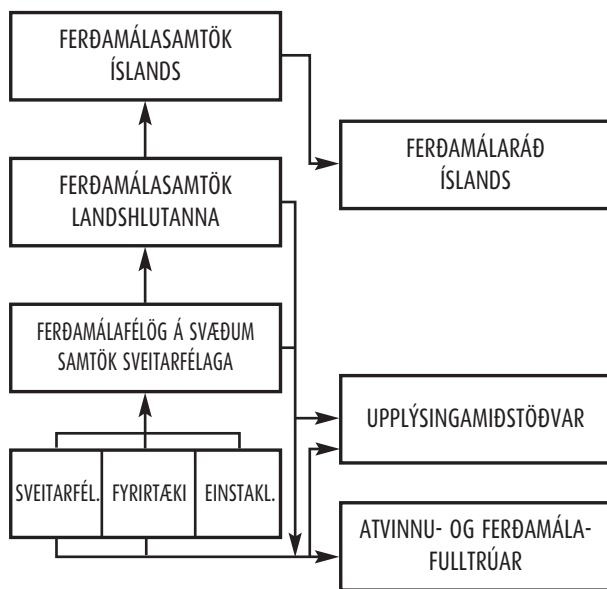 FERÐAMÁLASAMTÖK
ÍSLANDS
FERÐAMÁLARÁÐ
ÍSLANDS
FERÐAMÁLASAMTÖK
LANDSHLUTANNA
FERÐAMÁLAFÉLÖG Á SVÆÐUM
SAMTÖK SVEITARFÉLAGA
UPPLÝSINGAMIÐSTÖÐVAR
SVEITARFÉL.
FYRIRTÆKI
EINSTAKL.
ATVINNU- OG FERÐAMÁLA-
FULLTRÚAR